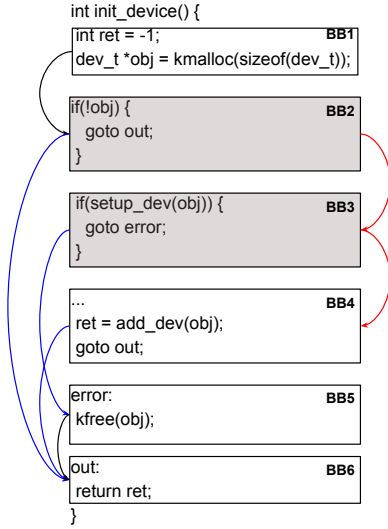 int init_device() {
int ret = -1; BB1
dev_t *obj = kmalloc(sizeof(dev_t));
if(!obj) { BB2
goto out;
}
if(setup_dev(obj)) { BB3
goto error;
}
... BB4
ret = add_dev(obj);
goto out;
error: BB5
kfree(obj);
out: BB6
return ret;
}